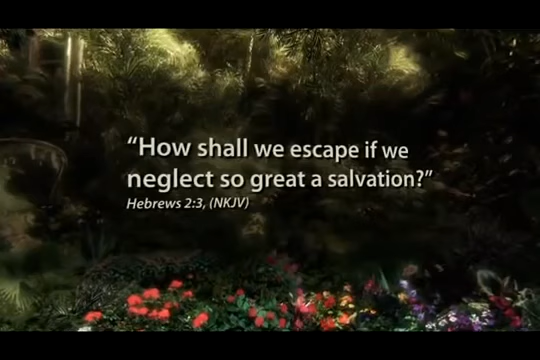 “How shall we escape if we
neglect so great a salvation?”
Hebrews 2:3, (NKJV)